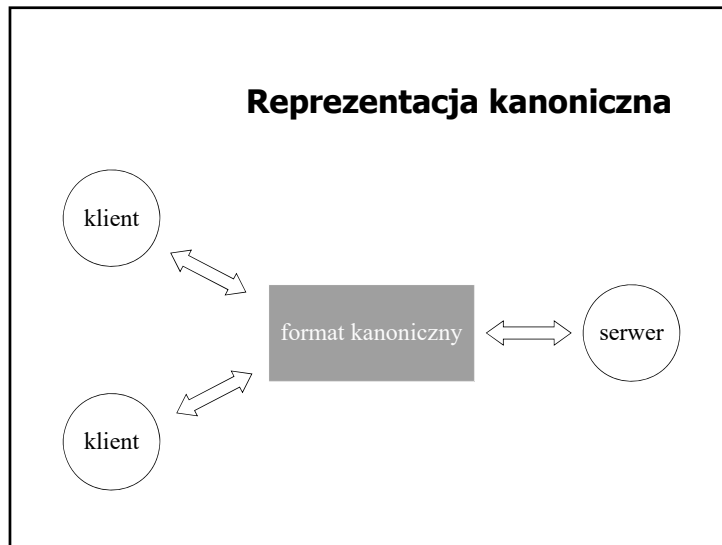 Reprezentacja kanoniczna
klient
format kanoniczny
serwer
klient